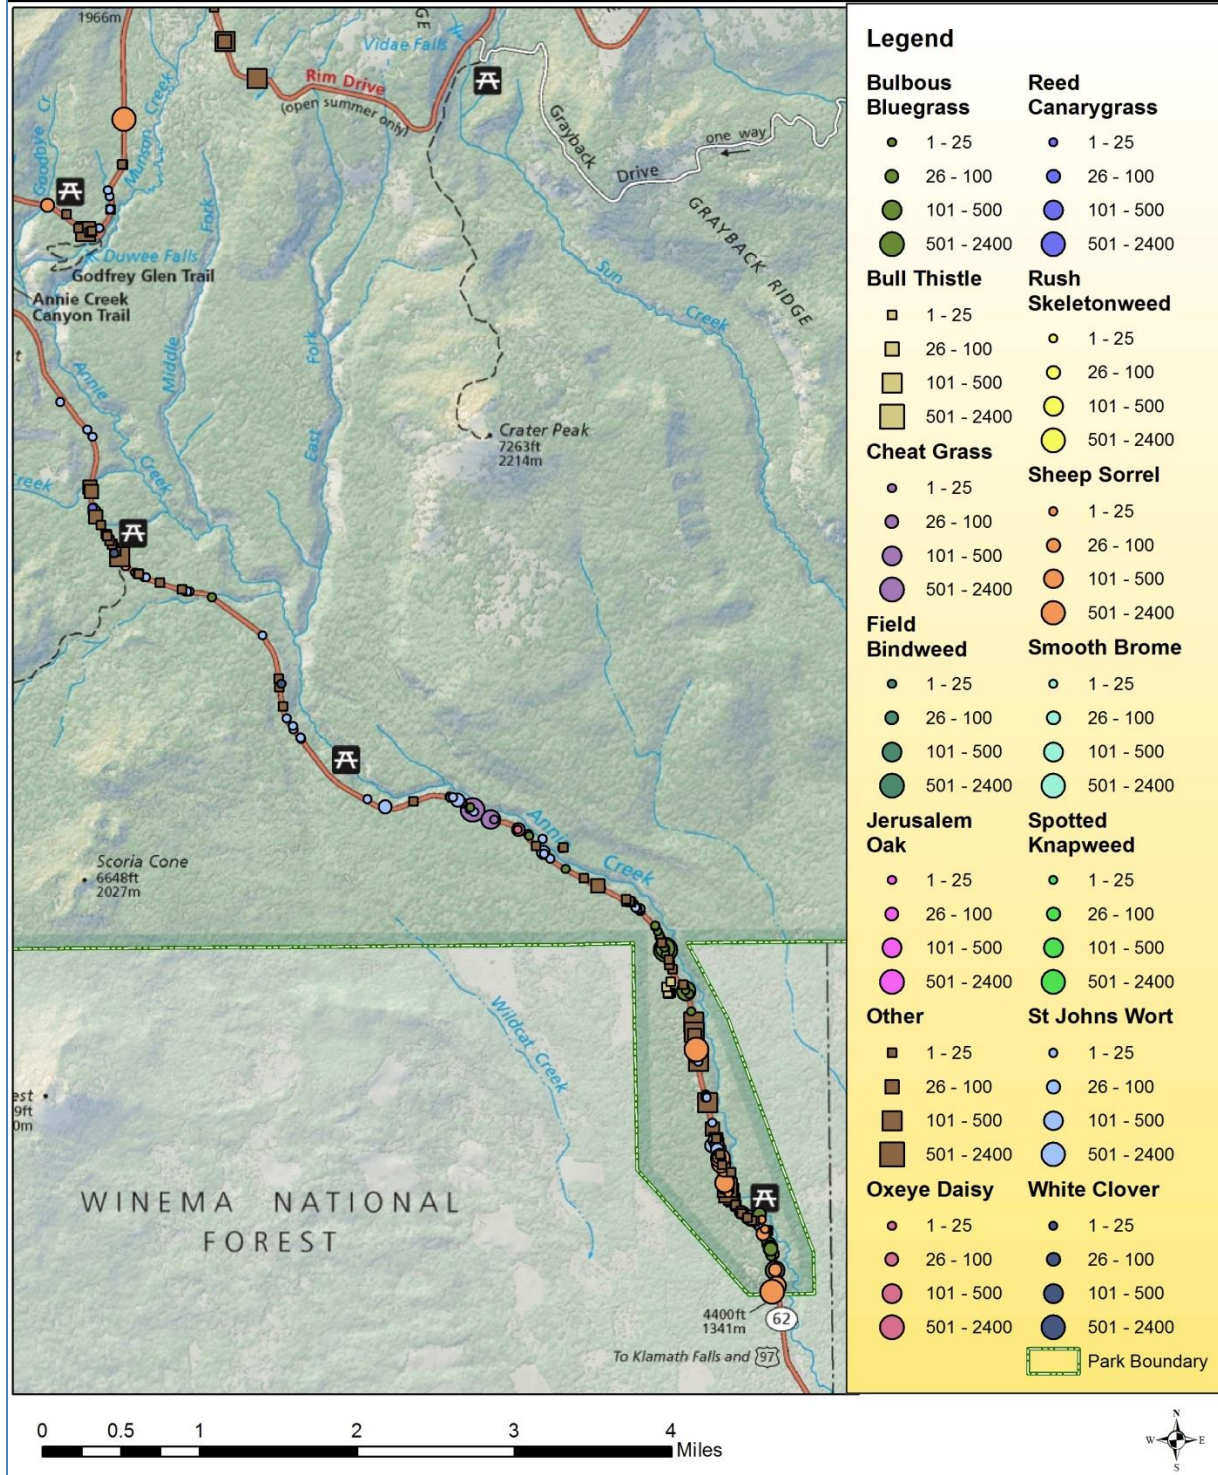 1966m
GE
Vidae Falls
Rim Drive
(open summer only)
Grayback
Drive
one way
GRAYBACK RIDGE
Goodbye Cr
Munson Creek
Duwee Falls
Godfrey Glen Trail
Annie Creek
Canyon Trail
t
Annie
Creek
Middle
Fork
East
Fork
Sun
Creek
Crater Peak
7263ft
2214m
reek
Annie
Creek
Scoria Cone
6648ft
2027m
Wildcat Creek
est
9ft
0m
WINEMA NATIONAL
FOREST
4400ft
1341m
62
To Klamath Falls and 97
Legend
Bulbous
Bluegrass
1 - 25
26 - 100
101 - 500
501 - 2400
Bull Thistle
1 - 25
26 - 100
101 - 500
501 - 2400
Cheat Grass
1 - 25
26 - 100
101 - 500
501 - 2400
Field
Bindweed
1 - 25
26 - 100
101 - 500
501 - 2400
Jerusalem
Oak
1 - 25
26 - 100
101 - 500
501 - 2400
Other
1 - 25
26 - 100
101 - 500
501 - 2400
Oxeye Daisy
1 - 25
26 - 100
101 - 500
501 - 2400
Reed
Canarygrass
1 - 25
26 - 100
101 - 500
501 - 2400
Rush
Skeletonweed
1 - 25
26 - 100
101 - 500
501 - 2400
Sheep Sorrel
1 - 25
26 - 100
101 - 500
501 - 2400
Smooth Brome
1 - 25
26 - 100
101 - 500
501 - 2400
Spotted
Knapweed
1 - 25
26 - 100
101 - 500
501 - 2400
St Johns Wort
1 - 25
26 - 100
101 - 500
501 - 2400
White Clover
1 - 25
26 - 100
101 - 500
501 - 2400
Park Boundary
0 0.5 1 2 3 4
Miles
N
W E
S